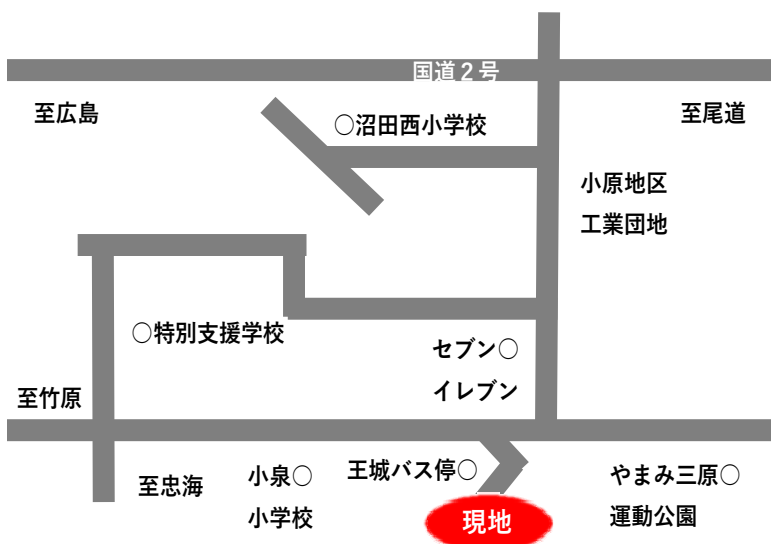 国道２号
至広島
○沼田西小学校
至尾道
小原地区
工業団地
○特別支援学校
セブン○
イレブン
至竹原
至忠海
小泉○
小学校
王城バス停○
やまみ三原○
運動公園
現地